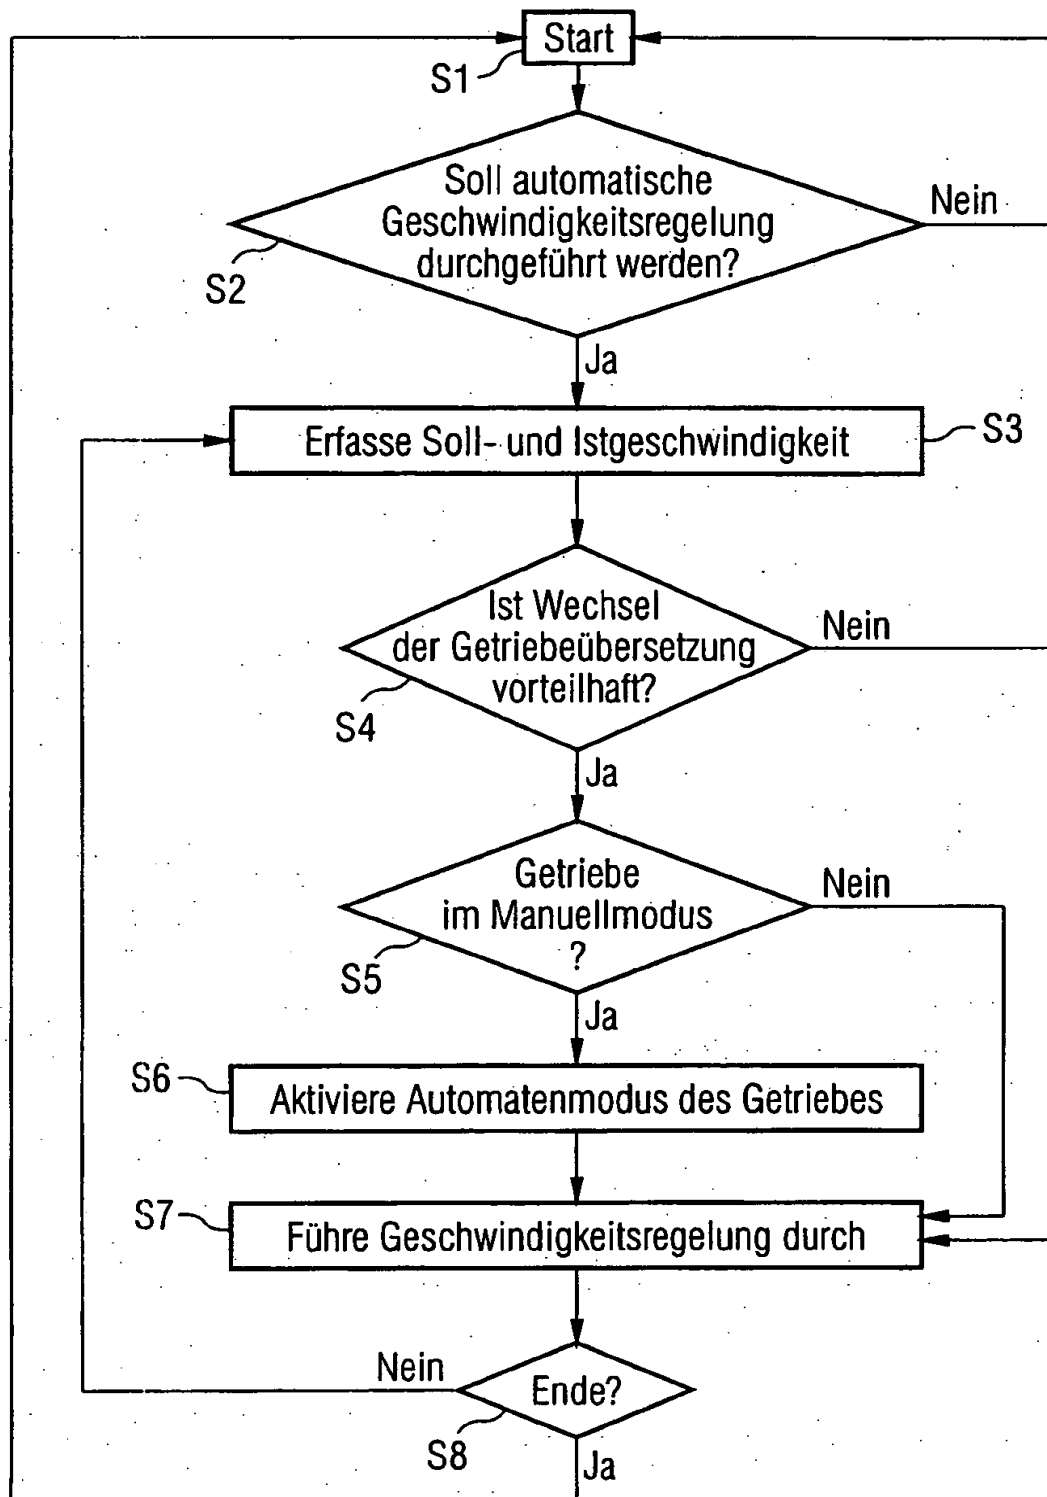 Start
S1
Soll automatische
Geschwindigkeitsregelung
durchgeführt werden?
Nein
S2
Ja
Erfasse Soll- und Istgeschwindigkeit
S3
Ist Wechsel
der Getriebeübersetzung
vorteilhaft?
Nein
S4
Ja
Getriebe
im Manuellmodus
?
Nein
S5
Ja
S6
Aktiviere Automatenmodus des Getriebes
S7
Führe Geschwindigkeitsregelung durch
Nein
Ende?
S8
Ja